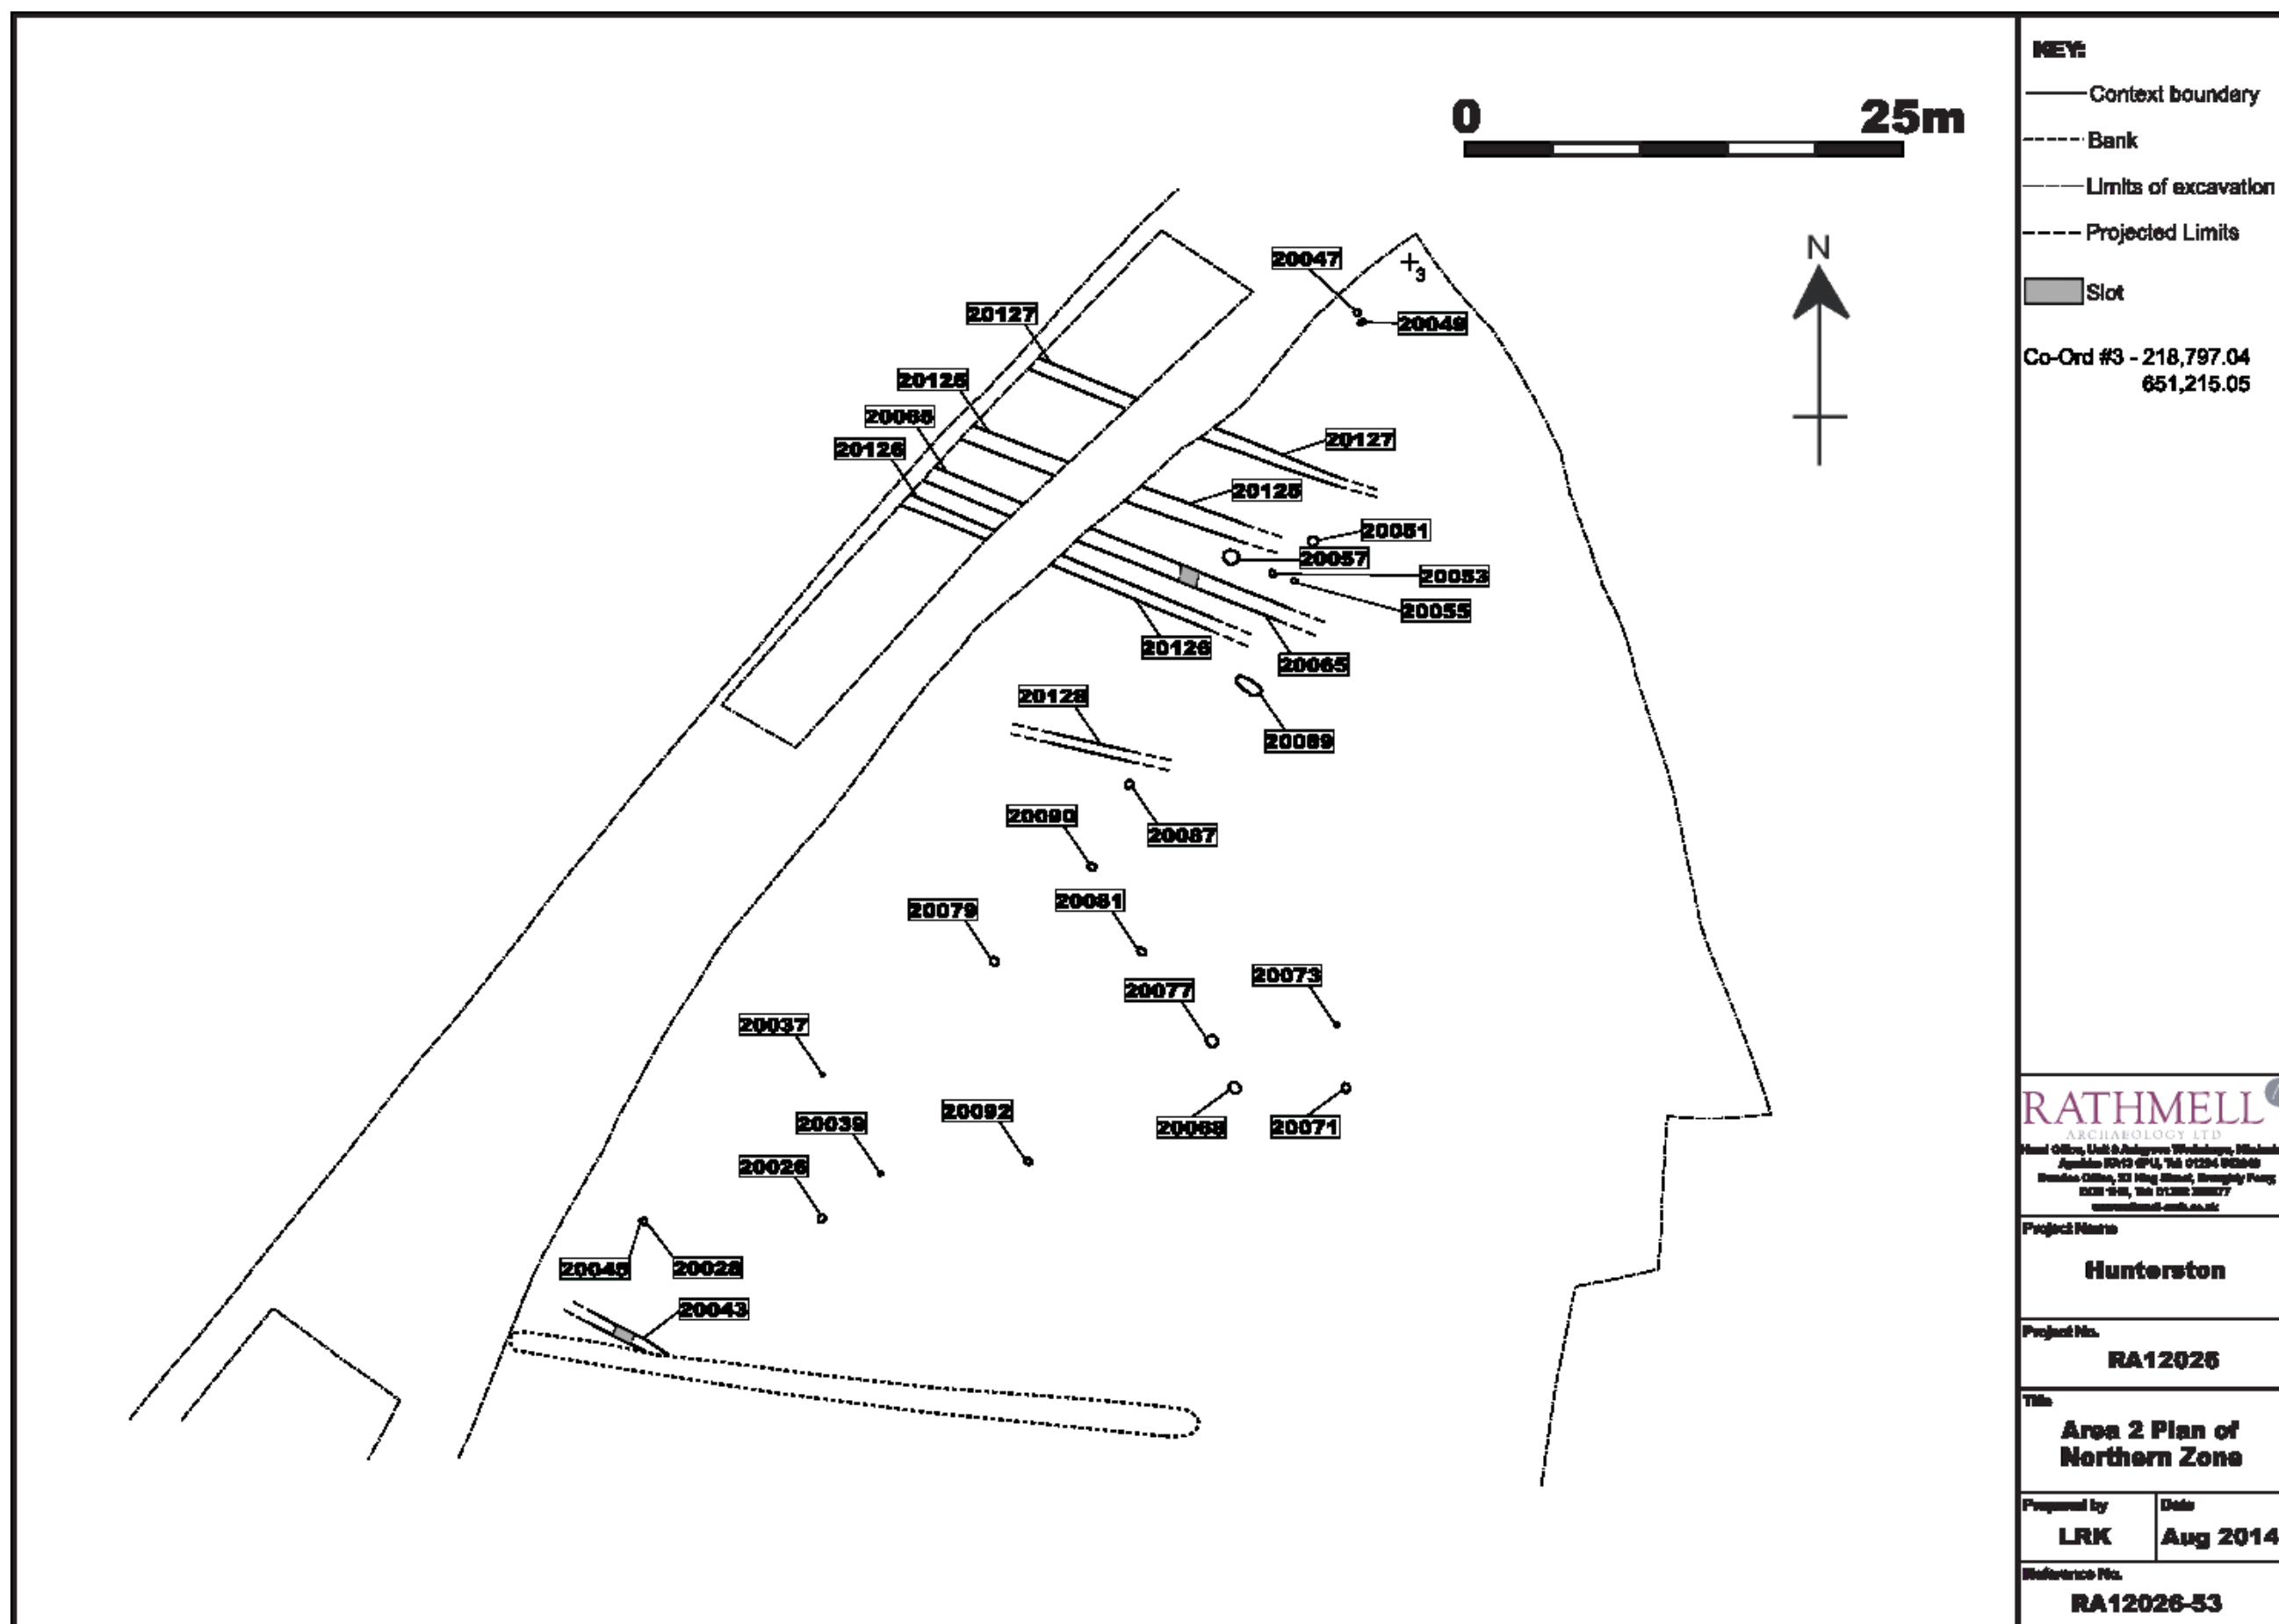 0 25m
N
3
20047
20049
20127
20125
20065
20126
20127
20125
20051
20057
20053
20055
20126
20065
20128
20069
20087
20090
20081
20079
20077
20073
20037
20039
20092
20068
20071
20026
20045
20028
20043
KEY:
Context boundary
Bank
Limits of excavation
Projected Limits
Slot
Co-Ord #3 - 218,797.04
651,215.05
RATHMELL
ARCHAEOLOGY LTD
Project Name
Hunterston
Project No.
RA12026
Title
Area 2 Plan of
Northern Zone
Prepared by
LRK
Date
Aug 2014
Reference No.
RA12026-53